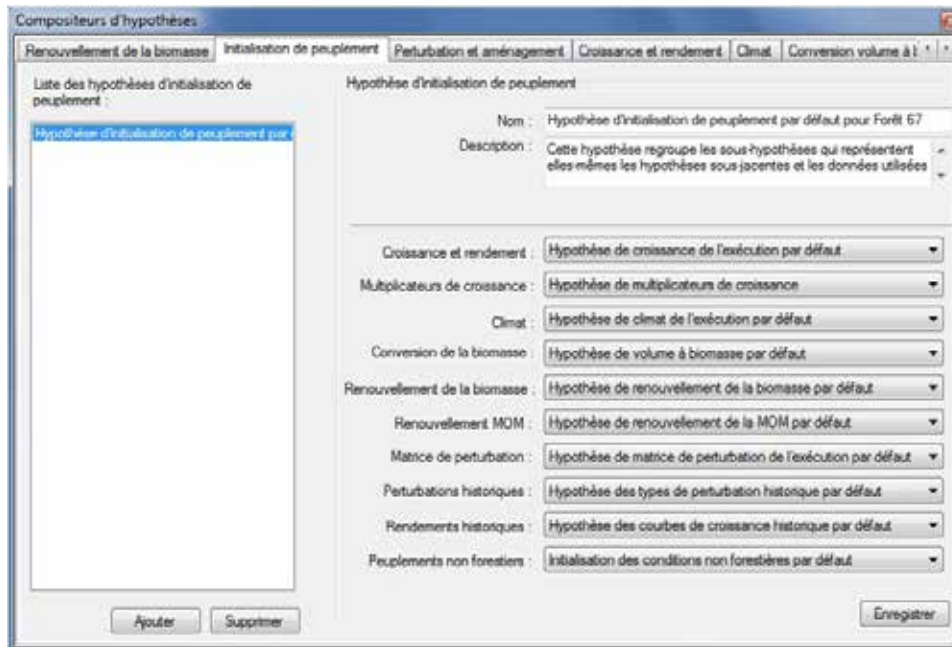 Compositeurs d'hypothèses
Renouvellement de la biomasse
Initialisation de peuplement
Perturbation et aménagement
Croissance et rendement
Climat
Conversion volume à b
Liste des hypothèses d'initialisation de
peuplement :
Hypothèse d'initialisation de peuplement par
Hypothèse d'initialisation de peuplement
Nom : Hypothèse d'initialisation de peuplement par défaut pour Forêt 67
Description : Cette hypothèse regroupe les sous-hypothèses qui représentent
elles-mêmes les hypothèses sous-jacentes et les données utilisées
Croissance et rendement : Hypothèse de croissance de l'exécution par défaut
Multiplicateurs de croissance : Hypothèse de multiplicateurs de croissance
Climat : Hypothèse de climat de l'exécution par défaut
Conversion de la biomasse : Hypothèse de volume à biomasse par défaut
Renouvellement de la biomasse : Hypothèse de renouvellement de la biomasse par défaut
Renouvellement MOM : Hypothèse de renouvellement de la MOM par défaut
Matrice de perturbation : Hypothèse de matrice de perturbation de l'exécution par défaut
Perturbations historiques : Hypothèse des types de perturbation historique par défaut
Rendements historiques : Hypothèse des courbes de croissance historique par défaut
Peuplements non forestiers : Initialisation des conditions non forestières par défaut
Ajouter
Supprimer
Enregistrer